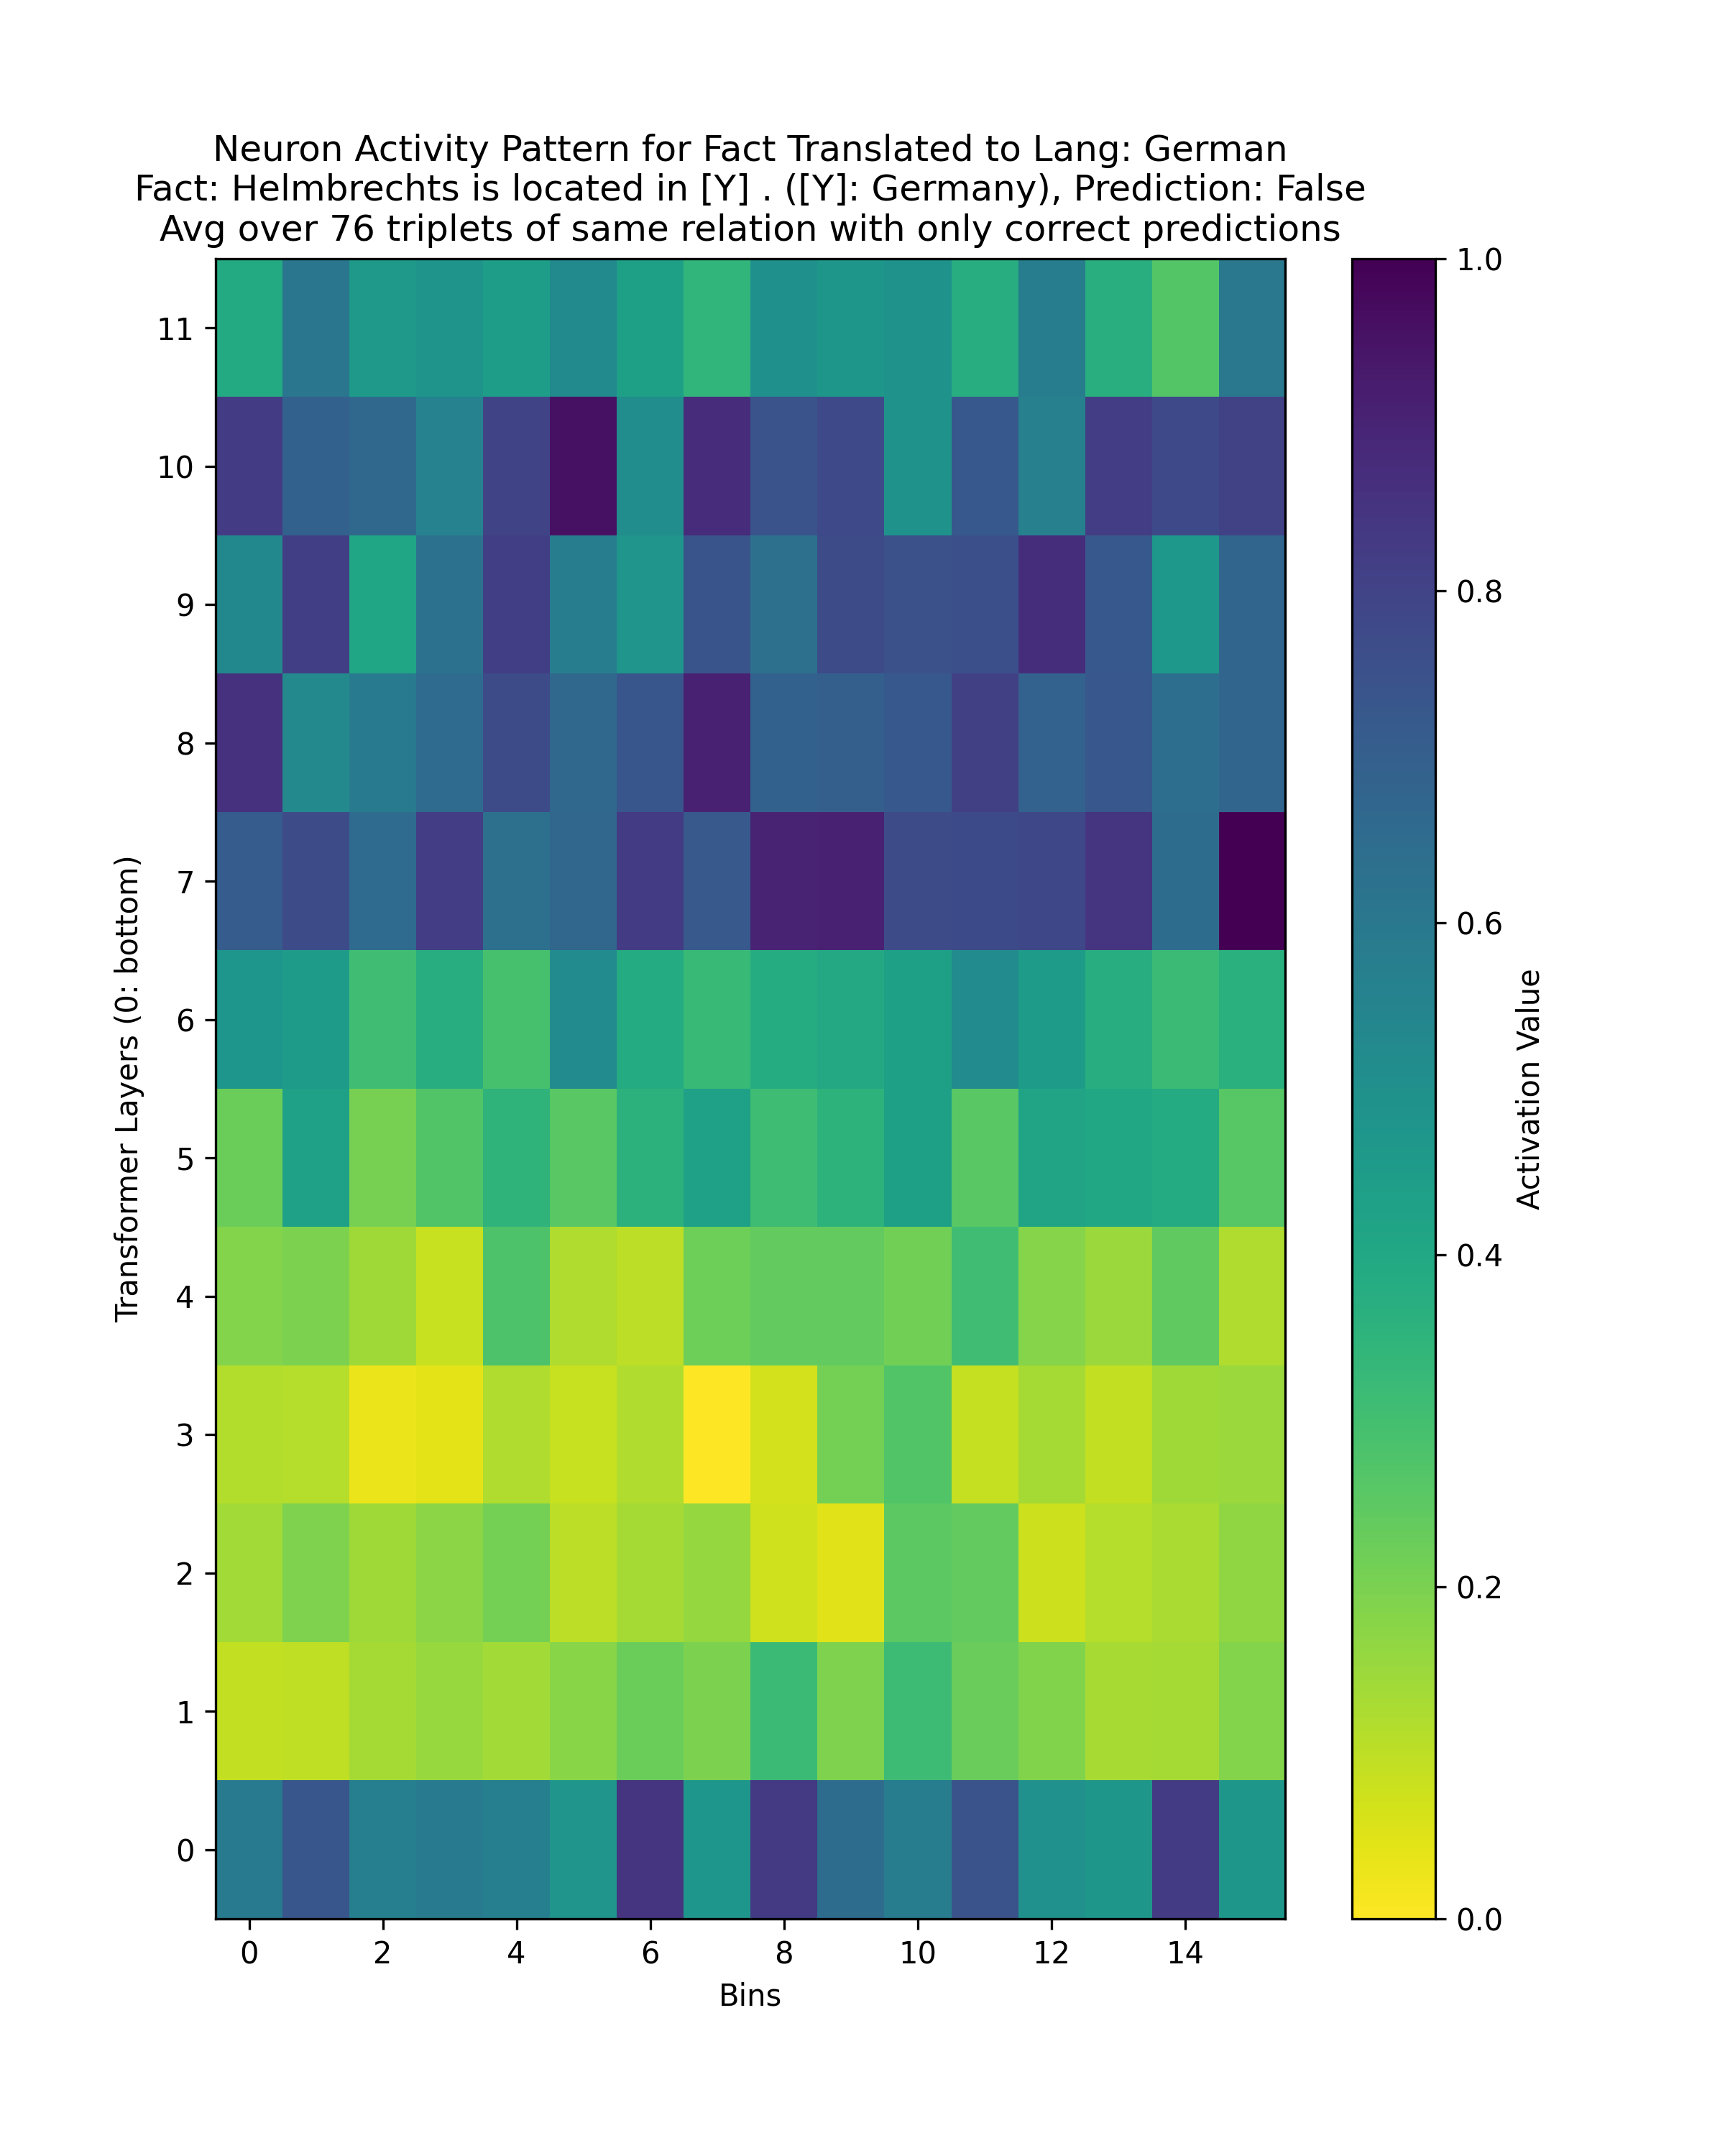 Neuron Activity Pattern for Fact Translated to Lang: German
Fact: Helmbrechts is located in [Y] . ([Y]: Germany), Prediction: False
Avg over 76 triplets of same relation with only correct predictions
11
10
9
8
7
6
5
4
3
2
1
0
Transformer Layers (0: bottom)
0 2 4 6 8 10 12 14
Bins
1.0
0.8
0.6
0.4
0.2
0.0
Activation Value